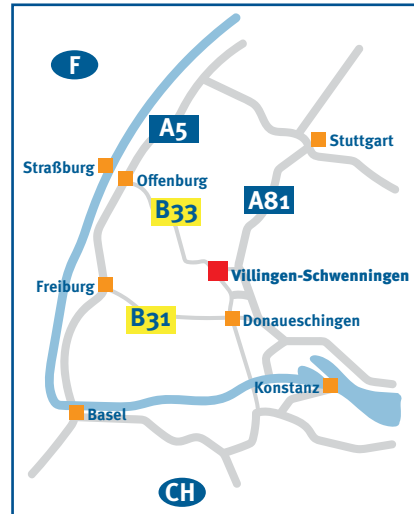 F
A5
Stuttgart
Straßburg
Offenburg
A81
B33
Villingen-Schwenningen
Freiburg
B31
Donaueschingen
Konstanz
Basel
CH